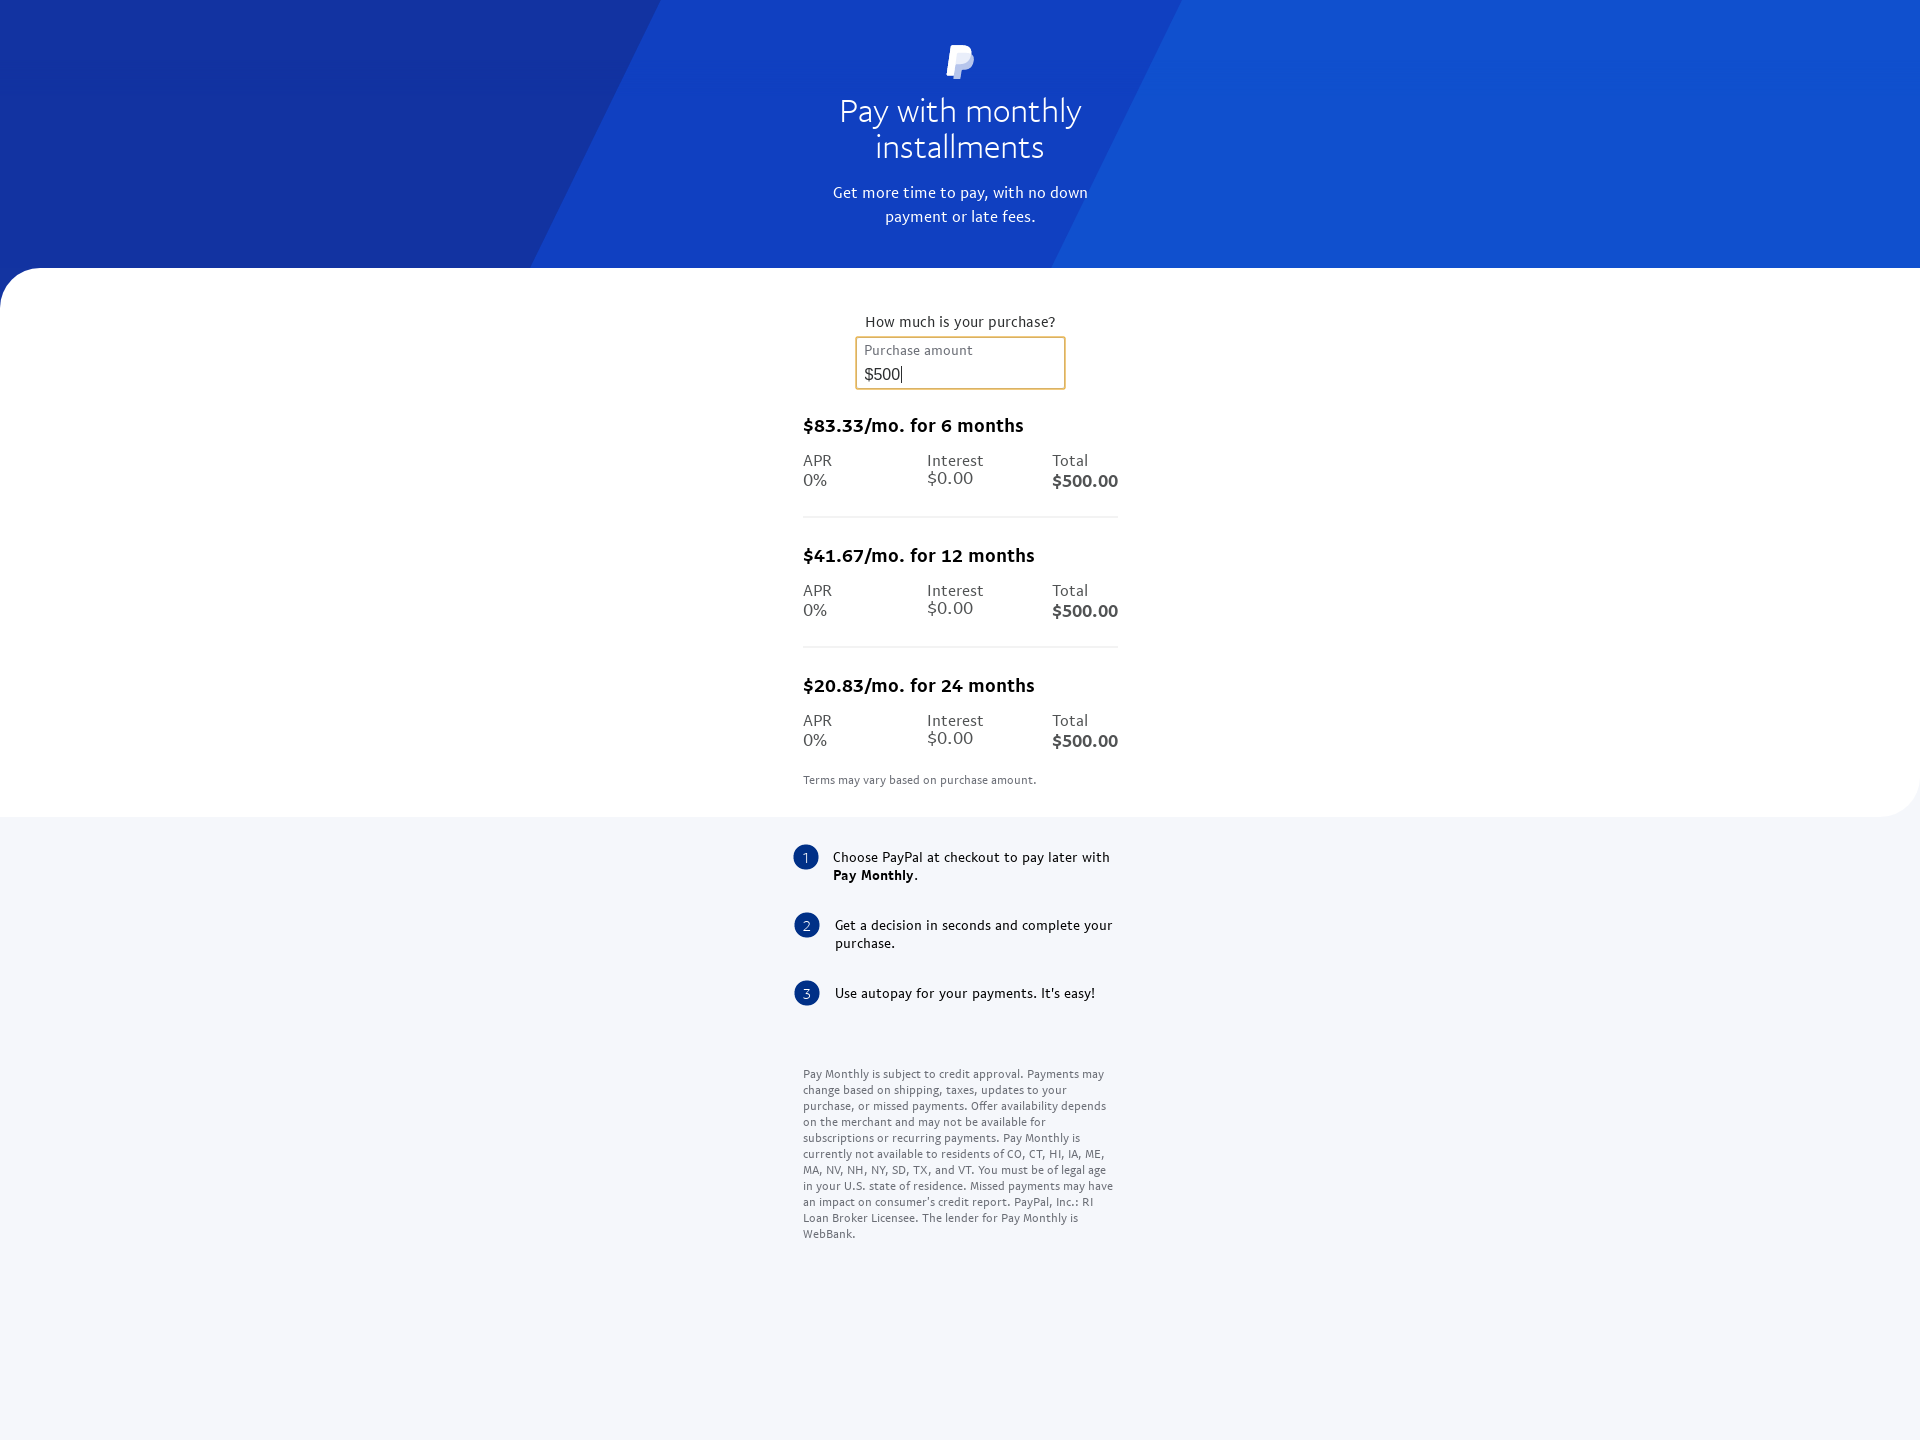 Pay with monthly
installments
Get more time to pay, with no down
payment or late fees.
How much is your purchase?
Purchase amount
$500
$83.33/mo. for 6 months
APR Interest Total
0% $0.00 $500.00
$41.67/mo. for 12 months
APR Interest Total
0% $0.00 $500.00
$20.83/mo. for 24 months
APR Interest Total
0% $0.00 $500.00
Terms may vary based on purchase amount.
1 Choose PayPal at checkout to pay later with
Pay Monthly.
2 Get a decision in seconds and complete your
purchase.
3 Use autopay for your payments. It's easy!
Pay Monthly is subject to credit approval. Payments may
change based on shipping, taxes, updates to your
purchase, or missed payments. Offer availability depends
on the merchant and may not be available for
subscriptions or recurring payments. Pay Monthly is
currently not available to residents of CO, CT, HI, IA, ME,
MA, NV, NH, NY, SD, TX, and VT. You must be of legal age
in your U.S. state of residence. Missed payments may have
an impact on consumer's credit report. PayPal, Inc.: RI
Loan Broker Licensee. The lender for Pay Monthly is
WebBank.